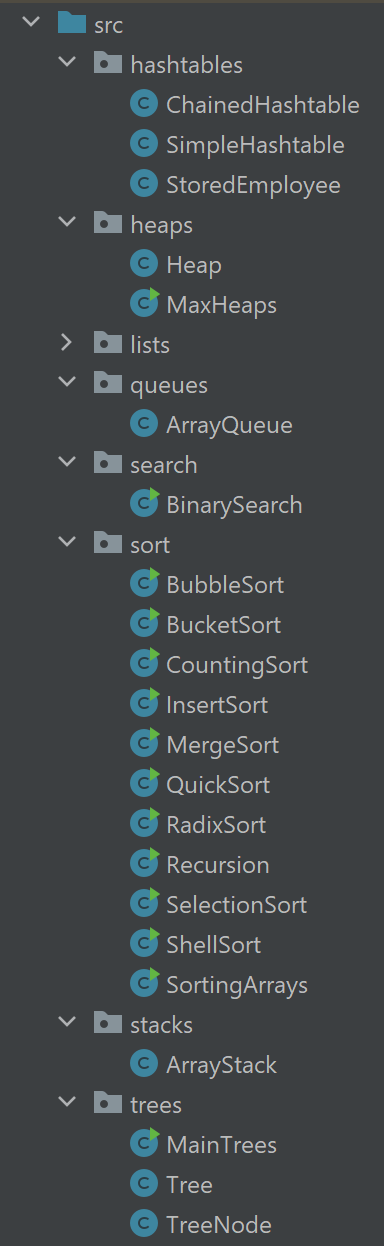 src
hashtables
ChainedHashtable
SimpleHashtable
StoredEmployee
heaps
Heap
MaxHeaps
lists
queues
ArrayQueue
search
BinarySearch
sort
BubbleSort
BucketSort
CountingSort
InsertSort
MergeSort
QuickSort
RadixSort
Recursion
SelectionSort
ShellSort
SortingArrays
stacks
ArrayStack
trees
MainTrees
Tree
TreeNode